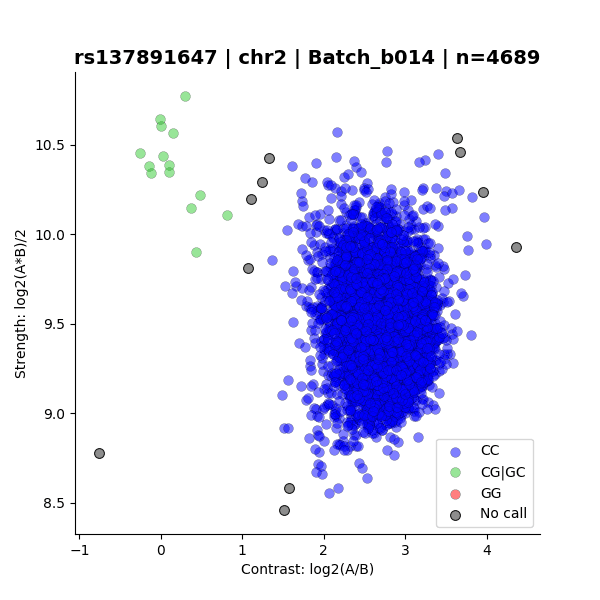 rs137891647 | chr2 | Batch_b014 | n=4689
Strength: log2(A*B)/2
10.5
10.0
9.5
9.0
8.5
CC
CG|GC
GG
No call
−1
0
1
2
3
4
Contrast: log2(A/B)